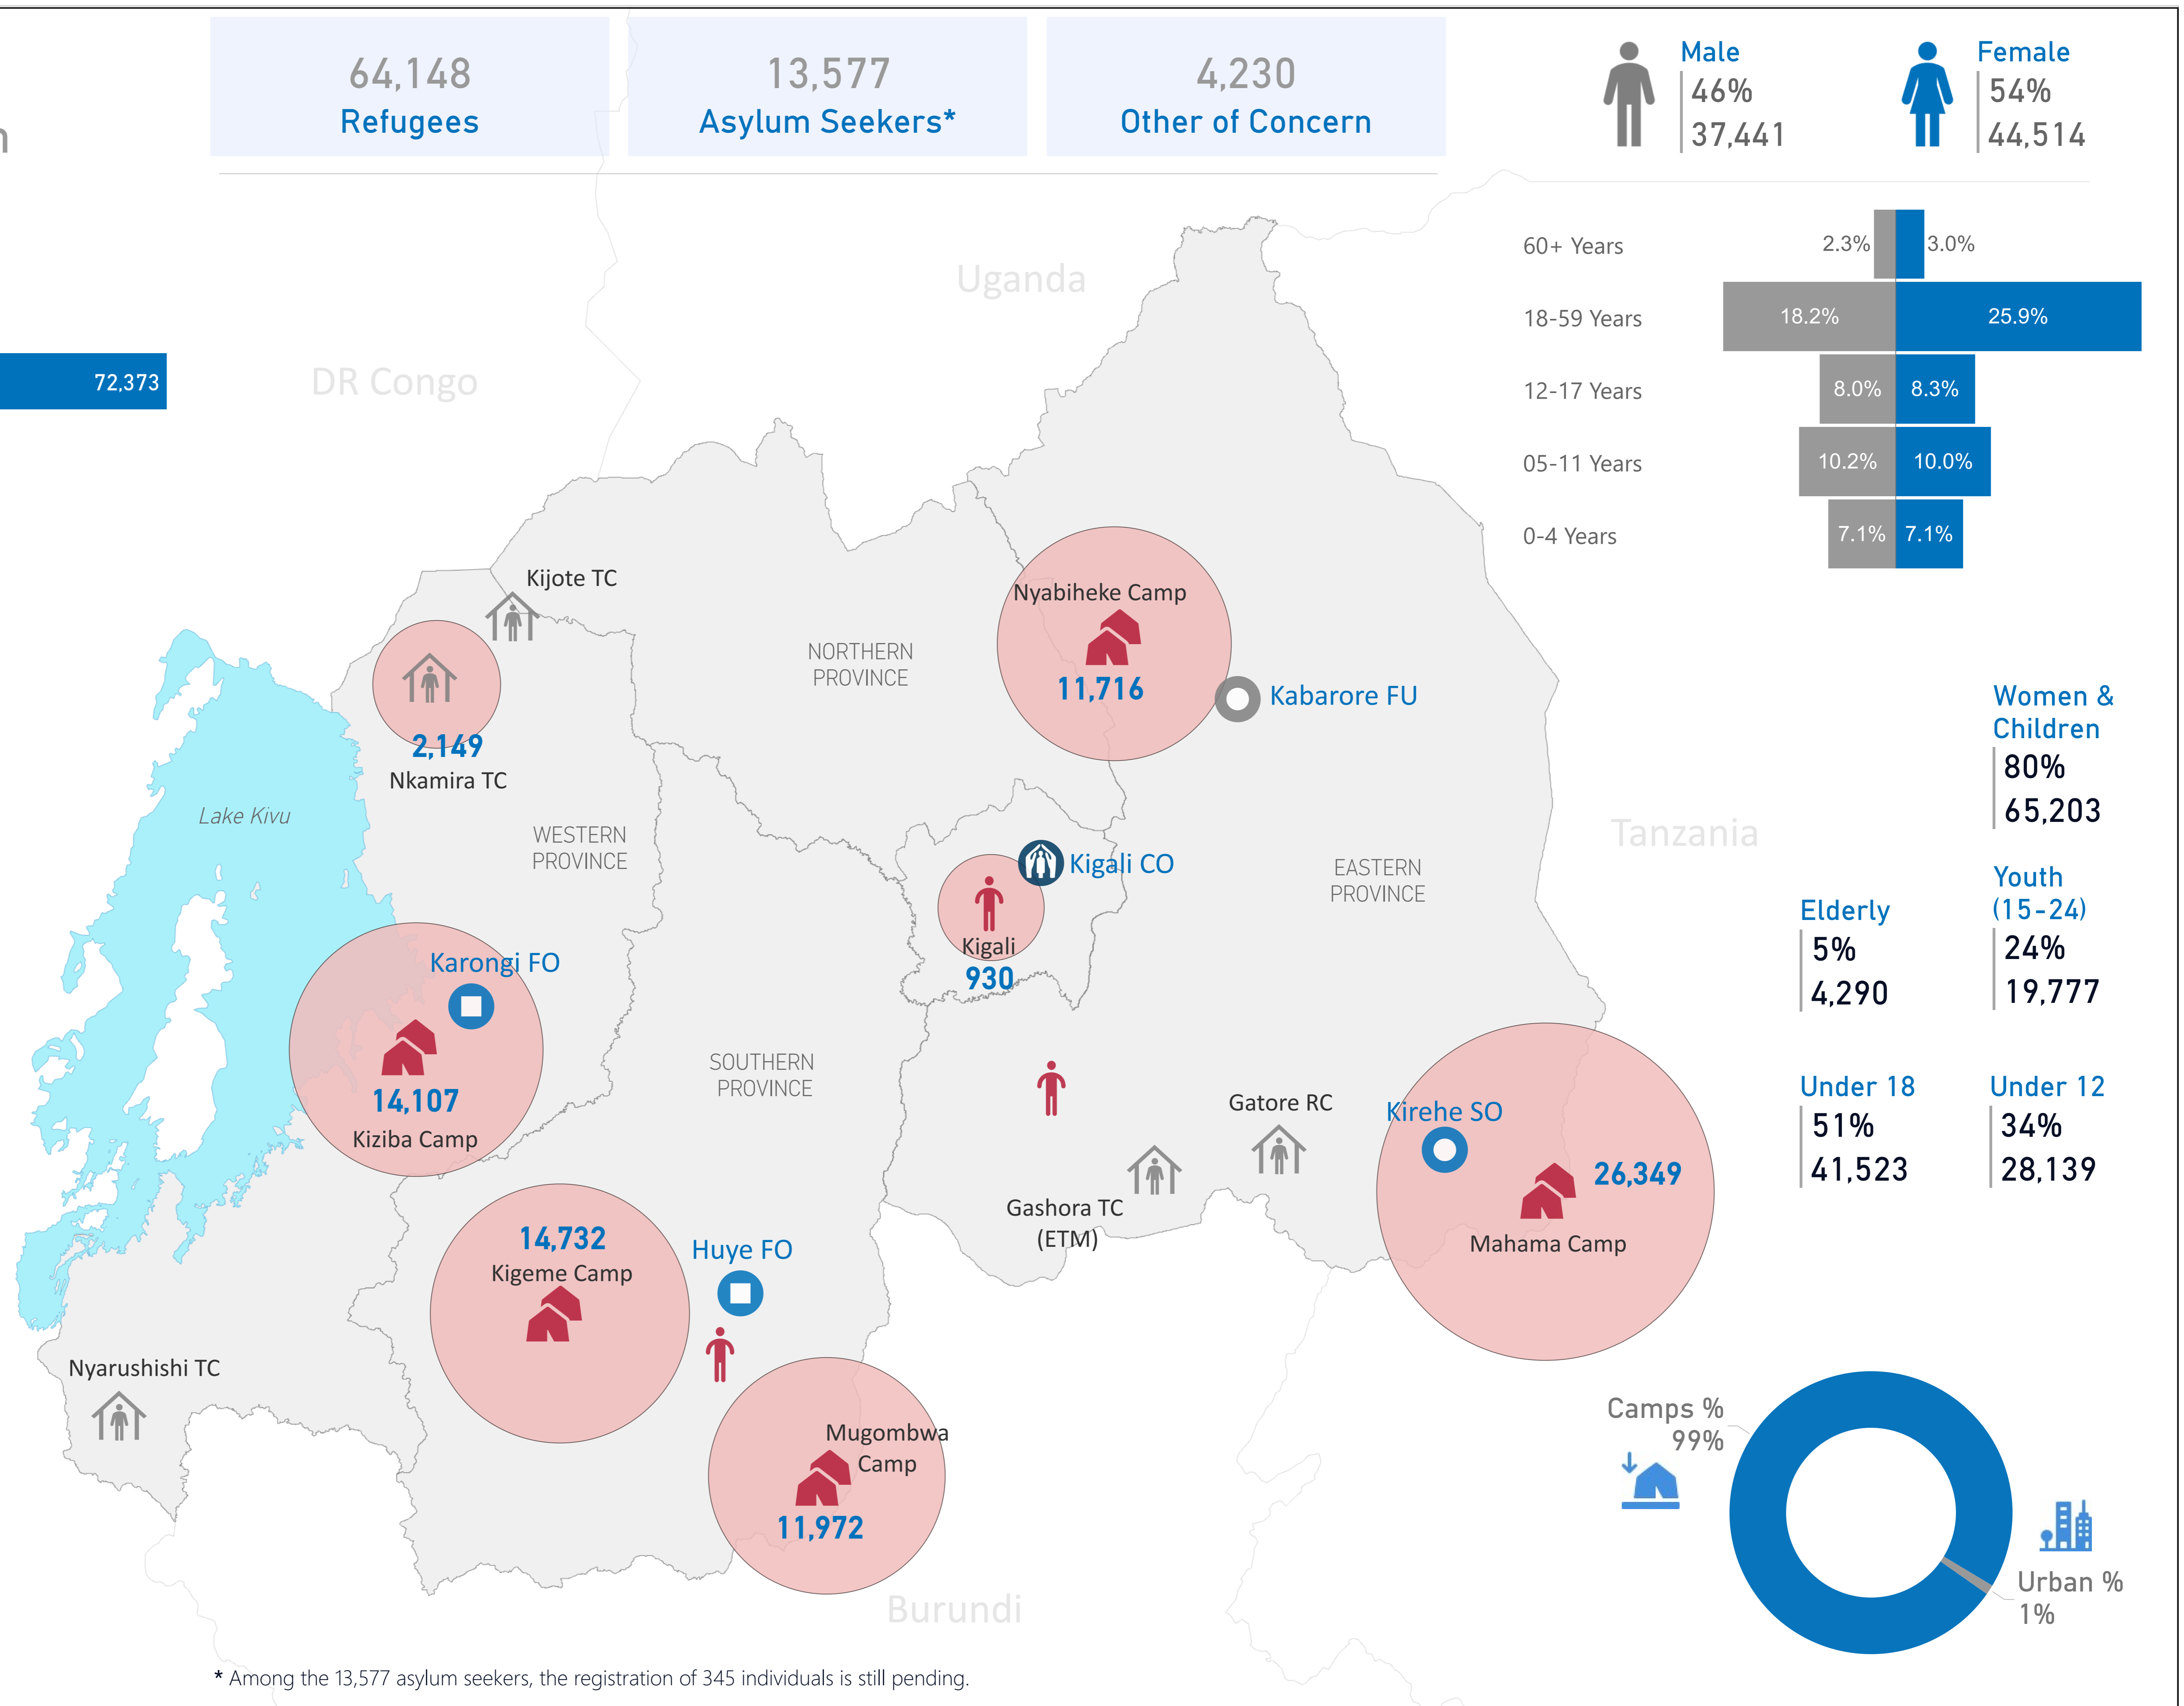 64,148
Refugees
13,577
Asylum Seekers*
4,230
Other of Concern
Male
46%
37,441
Female
54%
44,514
60+ Years
2.3%
3.0%
18-59 Years
18.2%
25.9%
12-17 Years
8.0%
8.3%
05-11 Years
10.2%
10.0%
0-4 Years
7.1%
7.1%
72,373
DR Congo
Uganda
Kijote TC
Nyabiheke Camp
11,716
Kabarore FU
NORTHERN
PROVINCE
2,149
Nkamira TC
Lake Kivu
WESTERN
PROVINCE
Kigali CO
Kigali
930
EASTERN
PROVINCE
Tanzania
Women &
Children
80%
65,203
Elderly
5%
4,290
Youth
(15-24)
24%
19,777
Under 18
51%
41,523
Under 12
34%
28,139
Karongi FO
14,107
Kiziba Camp
SOUTHERN
PROVINCE
Gatore RC
Gashora TC
(ETM)
Kirehe SO
26,349
Mahama Camp
14,732
Kigeme Camp
Huye FO
Nyarushishi TC
Mugombwa
Camp
11,972
Burundi
Camps %
99%
Urban %
1%
* Among the 13,577 asylum seekers, the registration of 345 individuals is still pending.